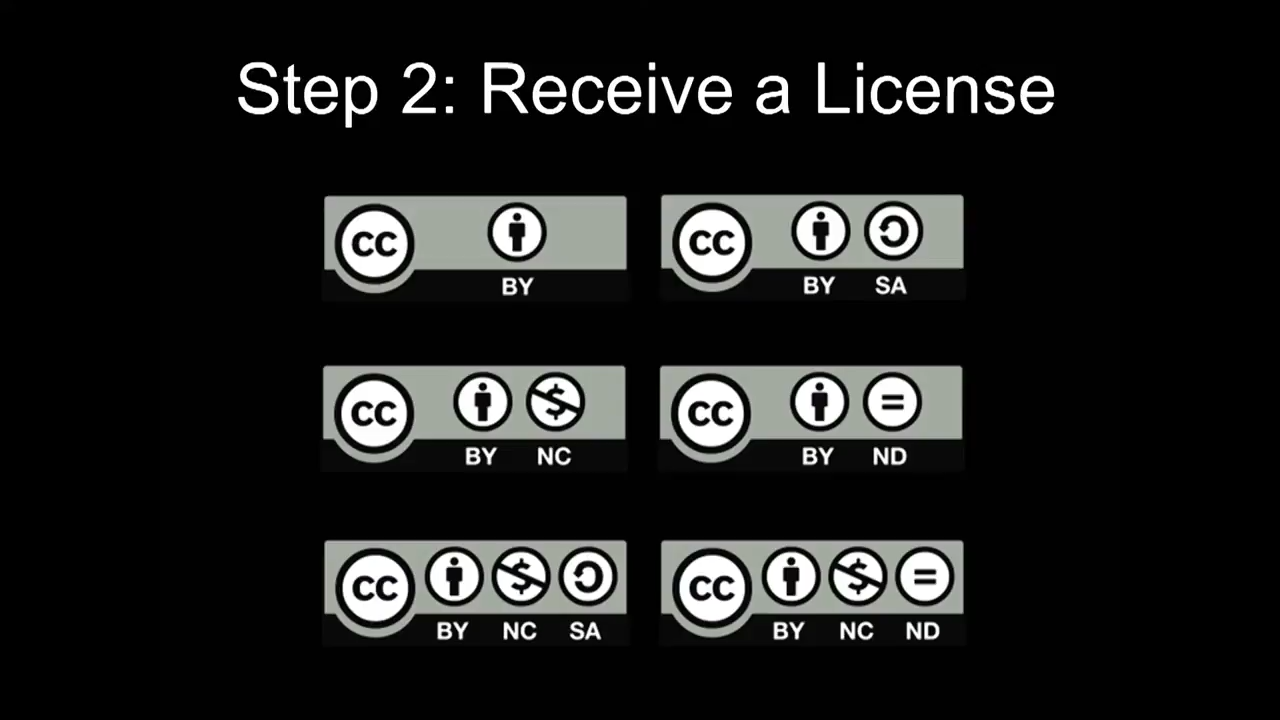 Step 2: Receive a License
CC BY
CC BY SA
CC BY NC
CC BY ND
CC BY NC SA
CC BY NC ND